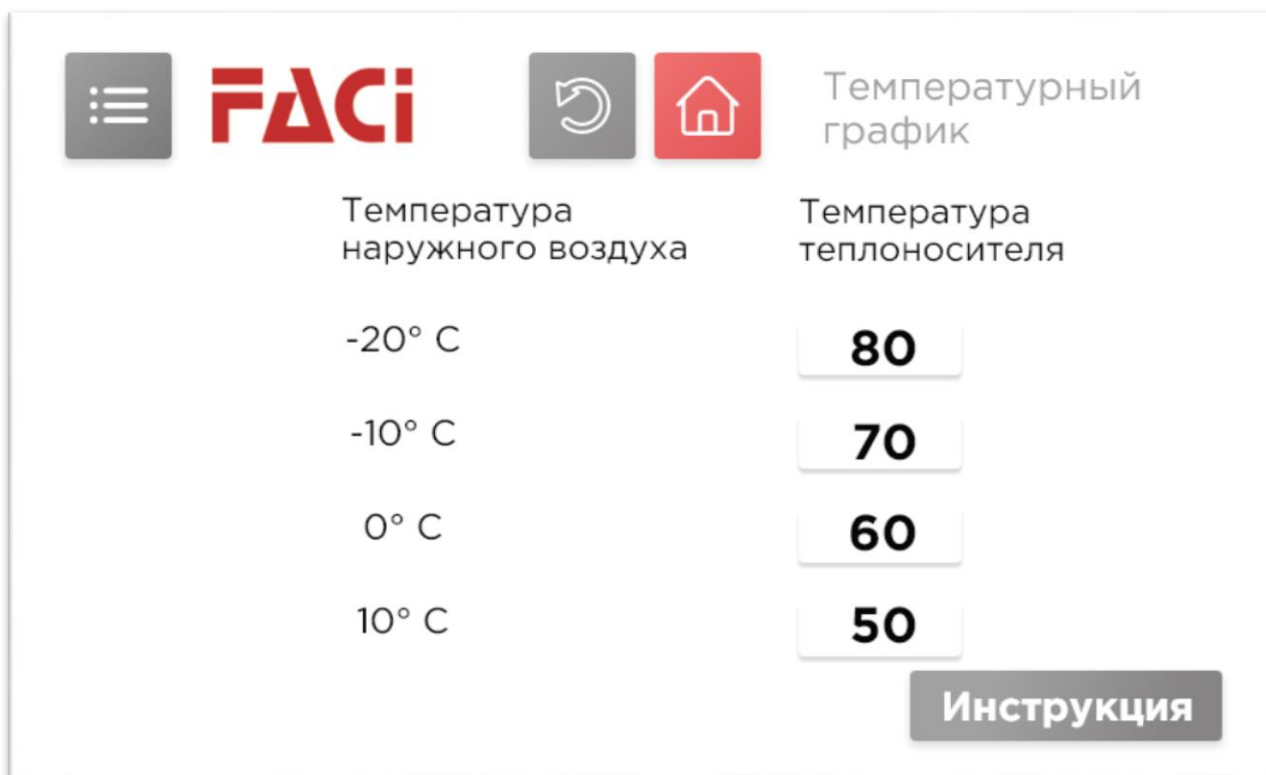 FACi
Температурный
график
Температура
наружного воздуха
Температура
теплоносителя
-20° C
80
-10° C
70
0° C
60
10° C
50
Инструкция